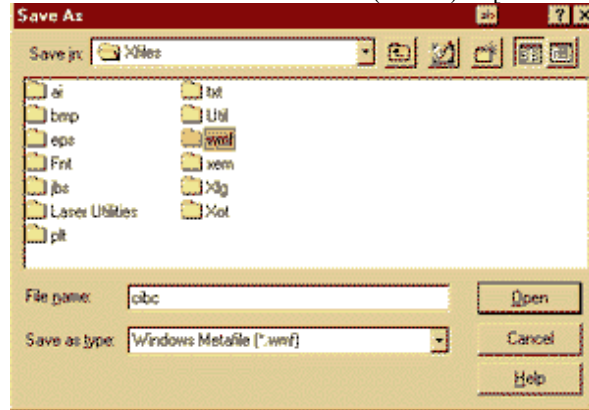 Save As
Save in: Xfiles
ai
bmp
eps
Fnt
jbs
Laser Utilities
plt
txt
Util
wmf
xem
Xlg
Xot
File name: cibc
Open
Save as type: Windows Metafile (*.wmf)
Cancel
Help